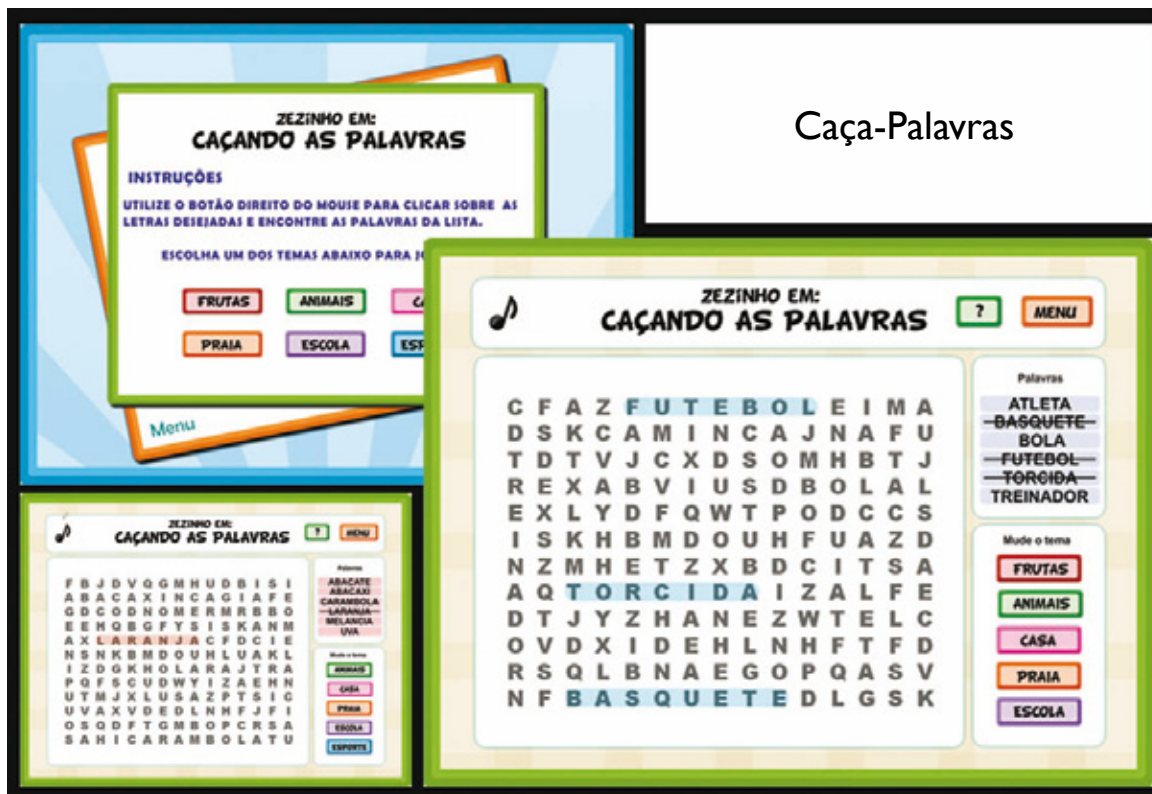 ZEZINHO EM:
CAÇANDO AS PALAVRAS
INSTRUÇÕES
UTILIZE O BOTÃO DIREITO DO MOUSE PARA CLICAR SOBRE AS
LETRAS DESEJADAS E ENCONTRE AS PALAVRAS DA LISTA.
ESCOLHA UM DOS TEMAS ABAIXO PARA
FRUTAS ANIMAIS
PRAIA ESCOLA
Menu
Caça-Palavras
ZEZINHO EM:
CAÇANDO AS PALAVRAS
? MENU
C F A Z F U T E B O L E I M A
D S K C A M I N C A J N A F U
T D T V J C X D S O M H B T J
R E X A B V I U S D B O L A L
E X L Y D F Q W T P O D C C S
I S K H B M D O U H F U A Z D
N Z M H E T Z X B D C I T S A
A Q T O R C I D A I Z A L F E
D T J Y Z H A N E Z W T E L C
O V D X I D E H L N H F T F D
R S Q L B N A E G O P Q A S V
N F B A S Q U E T E D L G S K
Palavras
ATLETA
BASQUETE
BOLA
FUTEBOL
TORCIDA
TREINADOR
Mude o tema
FRUTAS
ANIMAIS
CASA
PRAIA
ESCOLA
ZEZINHO EM:
CAÇANDO AS PALAVRAS
? MENU
F B J D V Q G M H U D B I S I
A B A C A X I N C A G I A F E
G D C O D N O M E R M R B B O
E E H Q B G F Y S I S K A N M
A X L A R A N J A C F D C I E
N S N K B M D O U H L U A K L
I Z D G K H O L A R A J T R A
P Q F S C U D W Y I Z A E H N
U T M J X L U S A Z P T S I C
U V A X V D E D L N H F J F I
O S Q D F T G M B O P C R S A
S A H I C A R A M B O L A T U
Palavras
ABACATE
ABACAXI
CARAMBOLA
LARANJA
MELANCIA
UVA
Mude o tema
ANIMAIS
CASA
PRAIA
ESCOLA
ESPORTE